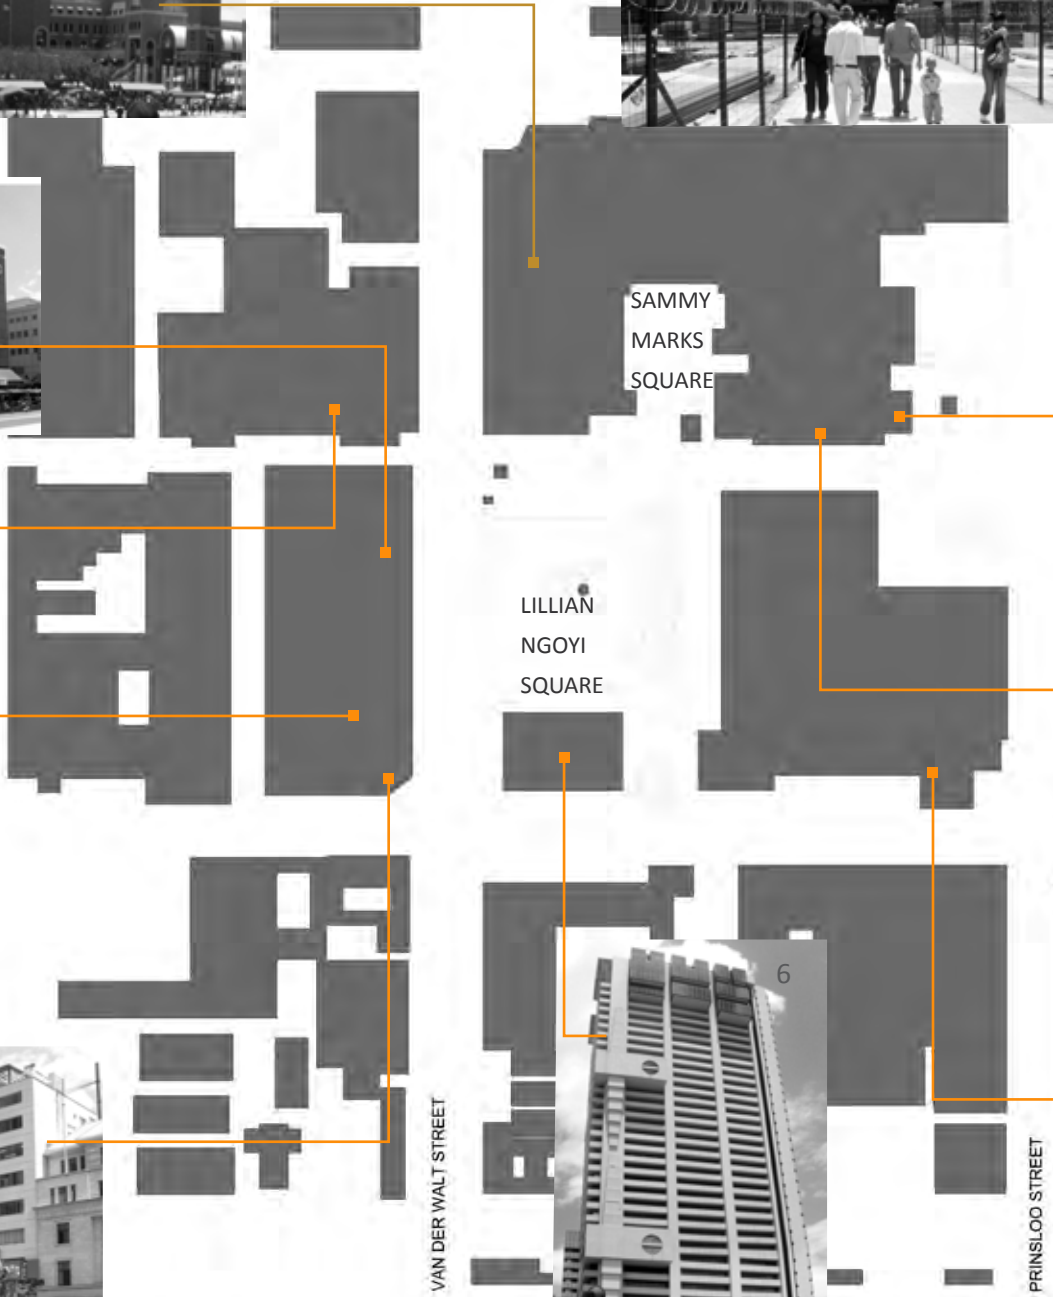 SAMMY
MARKS
SQUARE
LILLIAN
NGOYI
SQUARE
6
VAN DER WALT STREET
PRINSLOO STREET